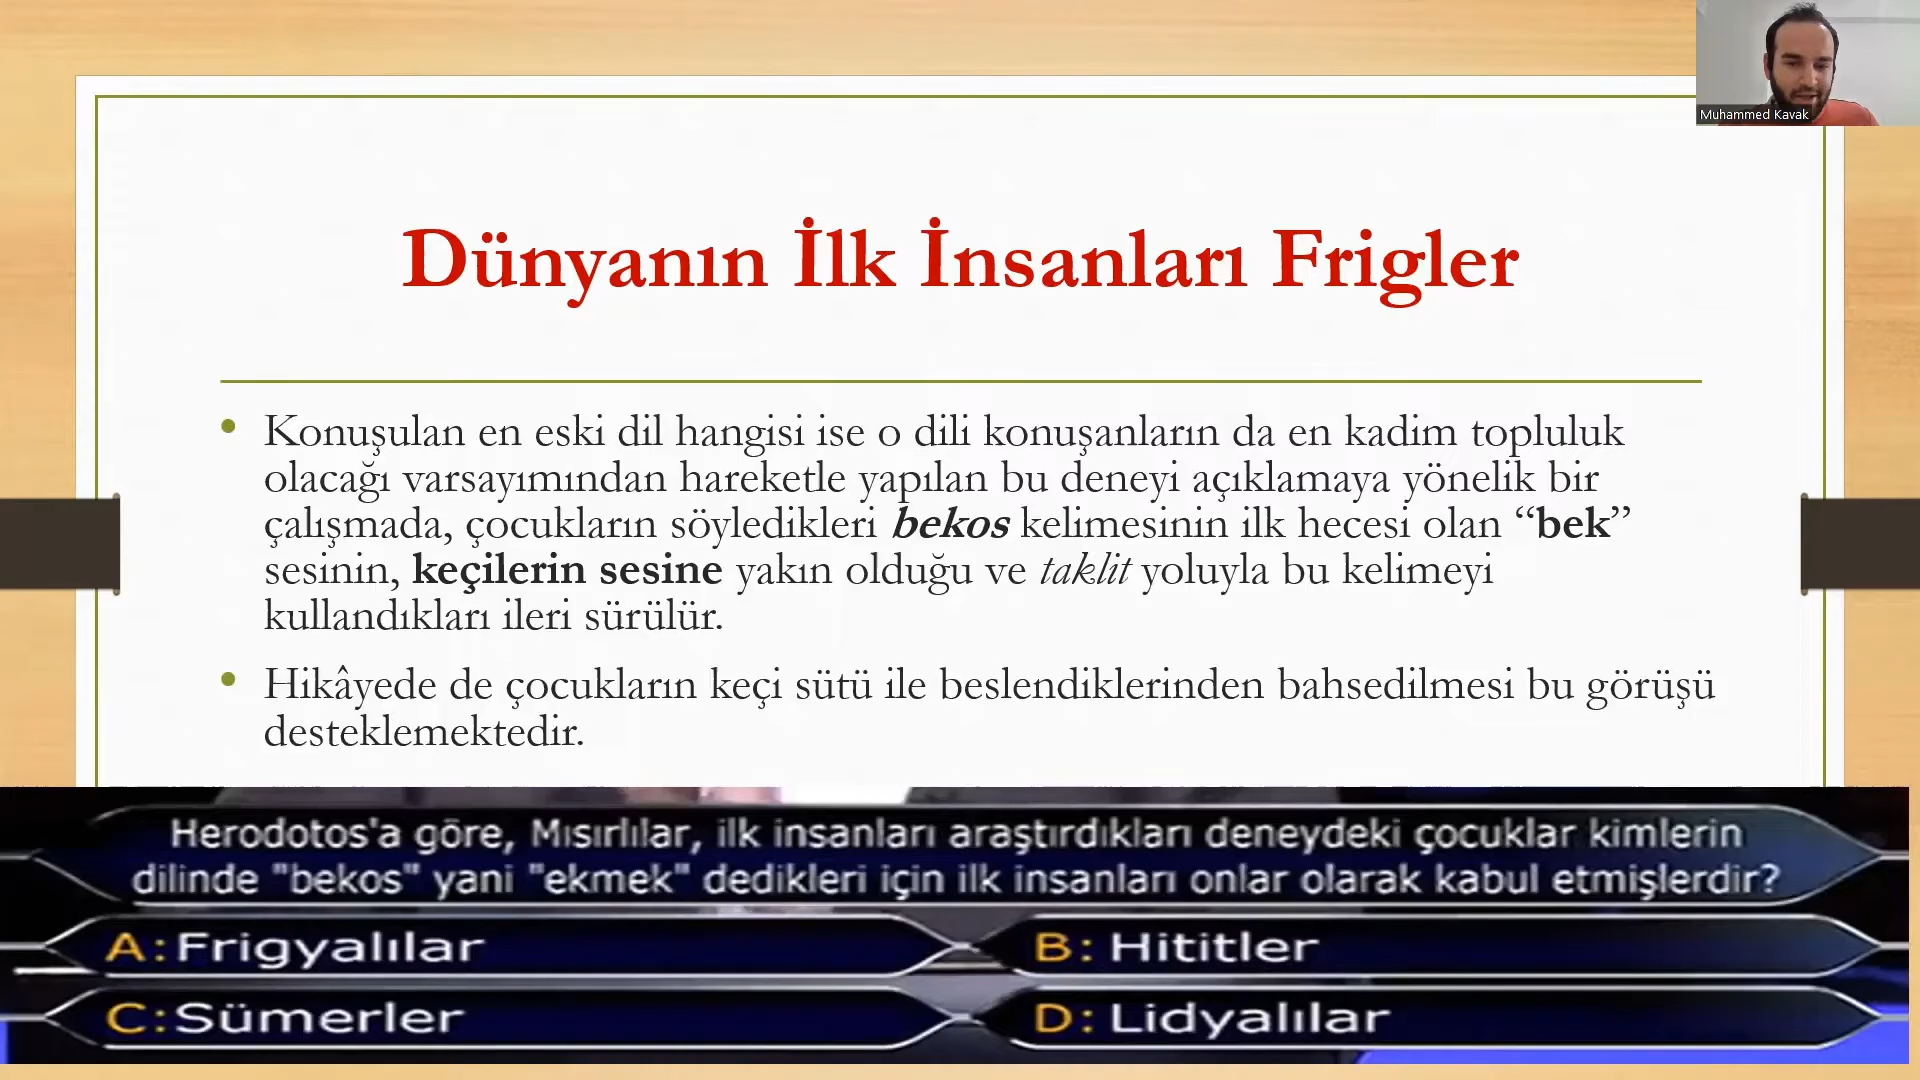 Muhammed Kavak
Dünyanın İlk İnsanları Frigler
• Konuşulan en eski dil hangisi ise o dili konuşanların da en kadim topluluk
olacağı varsayımından hareketle yapılan bu deneyi açıklamaya yönelik bir
çalışmada, çocukların söyledikleri bekos kelimesinin ilk hecesi olan “bek”
sesinin, keçilerin sesine yakın olduğu ve taklit yoluyla bu kelimeyi
kullandıkları ileri sürülür.
• Hikâyede de çocukların keçi sütü ile beslendiklerinden bahsedilmesi bu görüşü
desteklemektedir.
Herodotos'a göre, Mısırlılar, ilk insanları araştırdıkları deneydeki çocuklar kimlerin
dilinde "bekos" yani "ekmek" dedikleri için ilk insanları onlar olarak kabul etmişlerdir?
A: Frigyalılar
B: Hititler
C: Sümerler
D: Lidyalılar